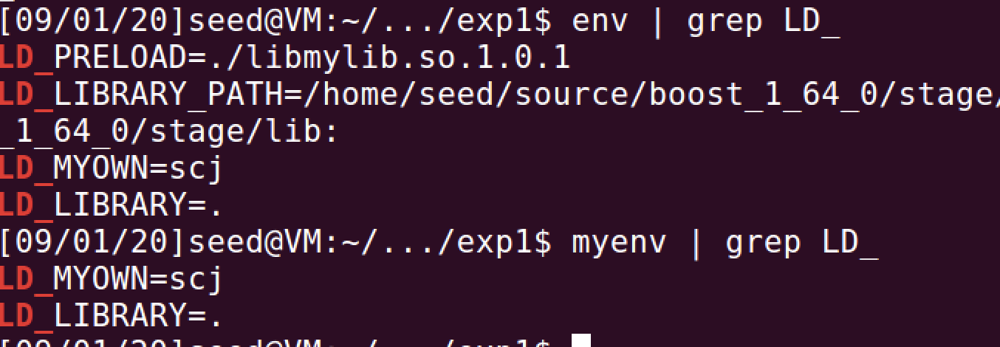 [09/01/20]seed@VM:~/.../exp1$ env | grep LD_
LD_PRELOAD=./libmylib.so.1.0.1
LD_LIBRARY_PATH=/home/seed/source/boost_1_64_0/stage/
_1_64_0/stage/lib:
LD_MYOWN=scj
LD_LIBRARY=.
[09/01/20]seed@VM:~/.../exp1$ myenv | grep LD_
LD_MYOWN=scj
LD_LIBRARY=.
[09/01/20]seed@VM:~/.../exp1$